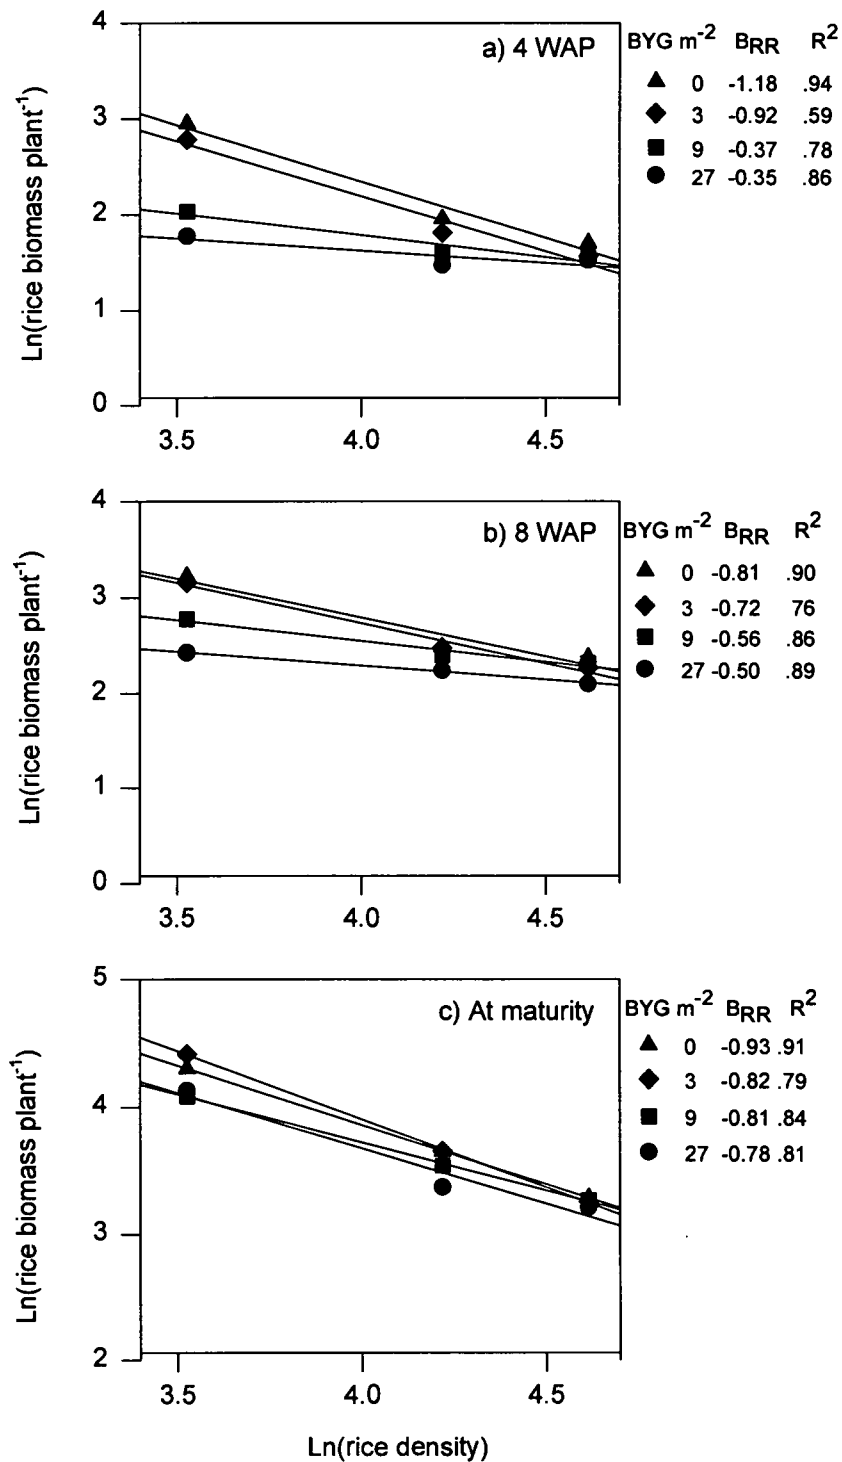 a) 4 WAP
BYG m-2 BRR R2
0 -1.18 .94
3 -0.92 .59
9 -0.37 .78
27 -0.35 .86
Ln(rice biomass plant-1)
4
3
2
1
0
3.5 4.0 4.5
b) 8 WAP
BYG m-2 BRR R2
0 -0.81 .90
3 -0.72 76
9 -0.56 .86
27 -0.50 .89
Ln(rice biomass plant-1)
4
3
2
1
0
3.5 4.0 4.5
c) At maturity
BYG m-2 BRR R2
0 -0.93 .91
3 -0.82 .79
9 -0.81 .84
27 -0.78 .81
Ln(rice biomass plant-1)
5
4
3
2
3.5 4.0 4.5
Ln(rice density)